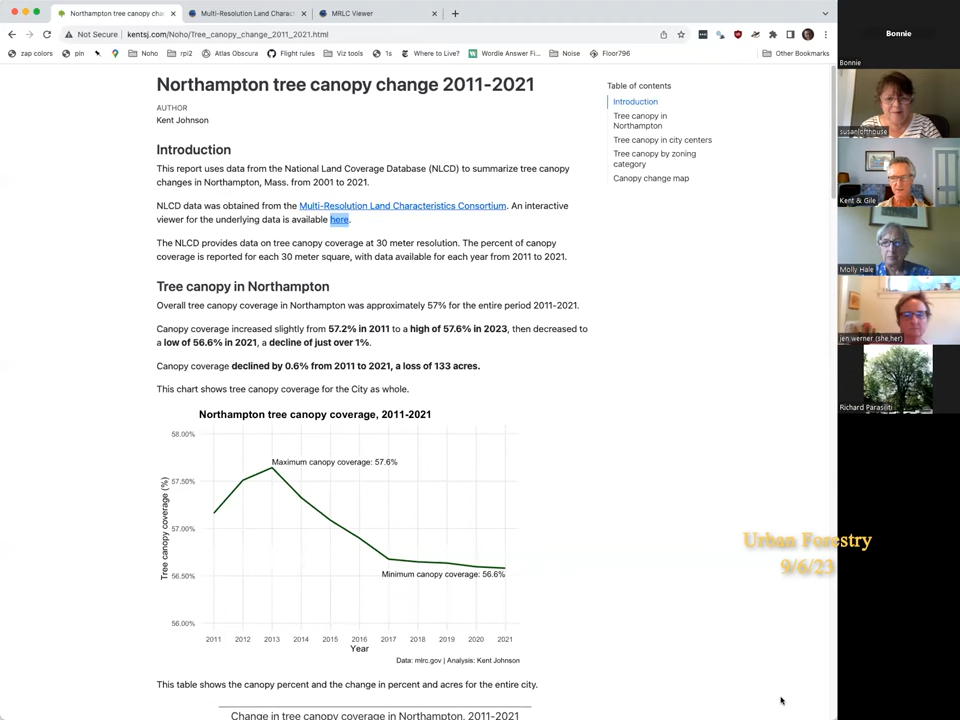 Northampton tree canopy cha
Multi-Resolution Land Charact
MRLC Viewer
Not Secure
kentsj.com/Noho/Tree_canopy_change_2011_2021.html
zap colors
pin
Noho
rpi2
Atlas Obscura
Flight rules
Viz tools
1s
Where to Live?
Wordle Answer Fi...
Noise
Floor796
Other Bookmarks
Northampton tree canopy change 2011-2021
AUTHOR
Kent Johnson
Introduction
This report uses data from the National Land Coverage Database (NLCD) to summarize tree canopy
changes in Northampton, Mass. from 2001 to 2021.
NLCD data was obtained from the Multi-Resolution Land Characteristics Consortium. An interactive
viewer for the underlying data is available here.
The NLCD provides data on tree canopy coverage at 30 meter resolution. The percent of canopy
coverage is reported for each 30 meter square, with data available for each year from 2011 to 2021.
Tree canopy in Northampton
Overall tree canopy coverage in Northampton was approximately 57% for the entire period 2011-2021.
Canopy coverage increased slightly from 57.2% in 2011 to a high of 57.6% in 2023, then decreased to
a low of 56.6% in 2021, a decline of just over 1%.
Canopy coverage declined by 0.6% from 2011 to 2021, a loss of 133 acres.
This chart shows tree canopy coverage for the City as whole.
Northampton tree canopy coverage, 2011-2021
58.00%
Maximum canopy coverage: 57.6%
57.50%
57.00%
56.50%
56.00%
Tree canopy coverage (%)
Minimum canopy coverage: 56.6%
2011 2012 2013 2014 2015 2016 2017 2018 2019 2020 2021
Year
Data: mlrc.gov | Analysis: Kent Johnson
This table shows the canopy percent and the change in percent and acres for the entire city.
Change in tree canopy coverage in Northampton, 2011-2021
Table of contents
Introduction
Tree canopy in
Northampton
Tree canopy in city centers
Tree canopy by zoning
category
Canopy change map
Bonnie
Bonnie
susanlofthouse
Kent & Gile
Molly Hale
jen werner (she,her)
Richard Parasiliti
Urban Forestry
9/6/23